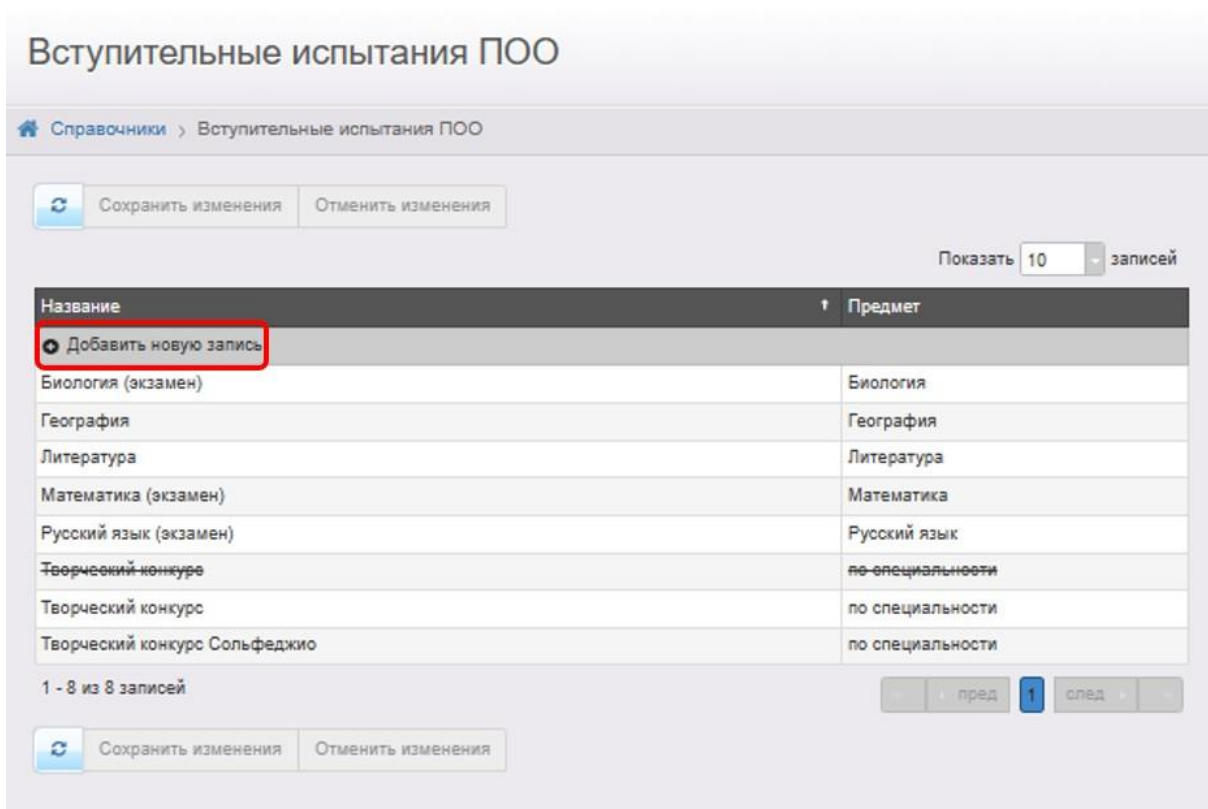 Вступительные испытания ПОО
Справочники › Вступительные испытания ПОО
Сохранить изменения Отменить изменения
Показать 10 записей
Название Предмет
Добавить новую запись
Биология (экзамен) Биология
География География
Литература Литература
Математика (экзамен) Математика
Русский язык (экзамен) Русский язык
Творческий конкурс по специальности
Творческий конкурс по специальности
Творческий конкурс Сольфеджио по специальности
1 - 8 из 8 записей пред 1 след
Сохранить изменения Отменить изменения